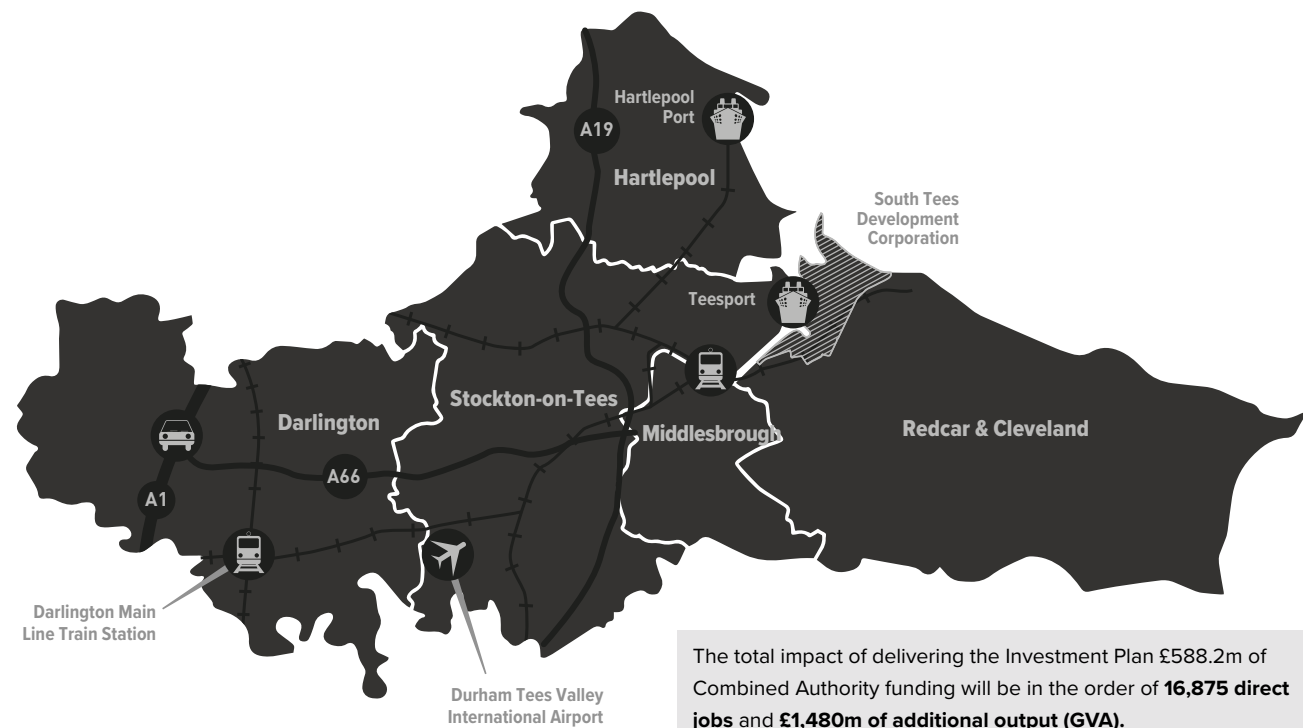 Hartlepool
Port
A19
Hartlepool
South Tees
Development
Corporation
Teesport
Stockton-on-Tees
Darlington
Middlesbrough
Redcar & Cleveland
A66
A1
Darlington Main
Line Train Station
Durham Tees Valley
International Airport
The total impact of delivering the Investment Plan £588.2m of
Combined Authority funding will be in the order of 16,875 direct
jobs and £1,480m of additional output (GVA).